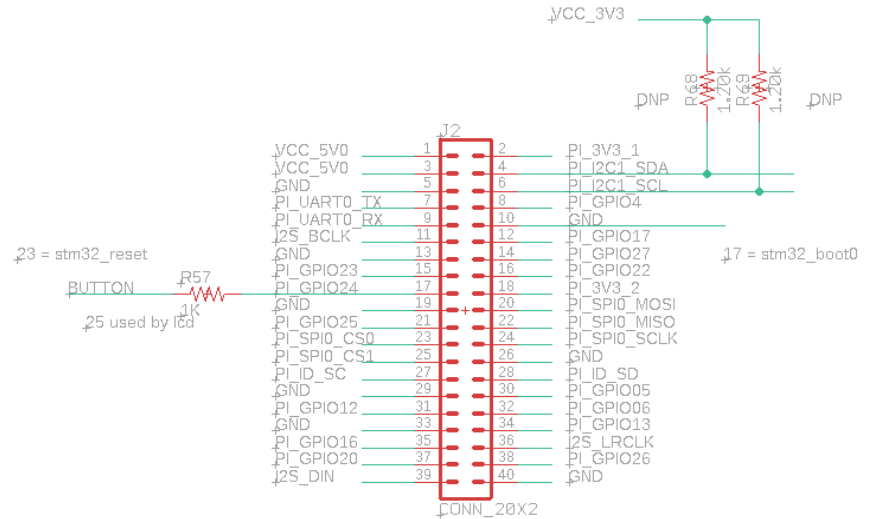 VCC_3V3
R68
1.20k
R69
1.20k
DNP
DNP
J2
VCC_5V0 1 2 PI_3V3_1
VCC_5V0 3 4 PI_I2C1_SDA
GND 5 6 PI_I2C1_SCL
PI_UART0_TX 7 8 PI_GPIO4
PI_UART0_RX 9 10 GND
I2S_BCLK 11 12 PI_GPIO17
GND 13 14 PI_GPIO27
PI_GPIO23 15 16 PI_GPIO22
PI_GPIO24 17 18 PI_3V3_2
GND 19 20 PI_SPI0_MOSI
PI_GPIO25 21 22 PI_SPI0_MISO
PI_SPI0_CS0 23 24 PI_SPI0_SCLK
PI_SPI0_CS1 25 26 GND
PI_ID_SC 27 28 PI_ID_SD
GND 29 30 PI_GPIO05
PI_GPIO12 31 32 PI_GPIO06
GND 33 34 PI_GPIO13
PI_GPIO16 35 36 I2S_LRCLK
PI_GPIO20 37 38 PI_GPIO26
I2S_DIN 39 40 GND
CONN_20X2
23 = stm32_reset
17 = stm32_boot0
R57
BUTTON
1K
25 used by lcd